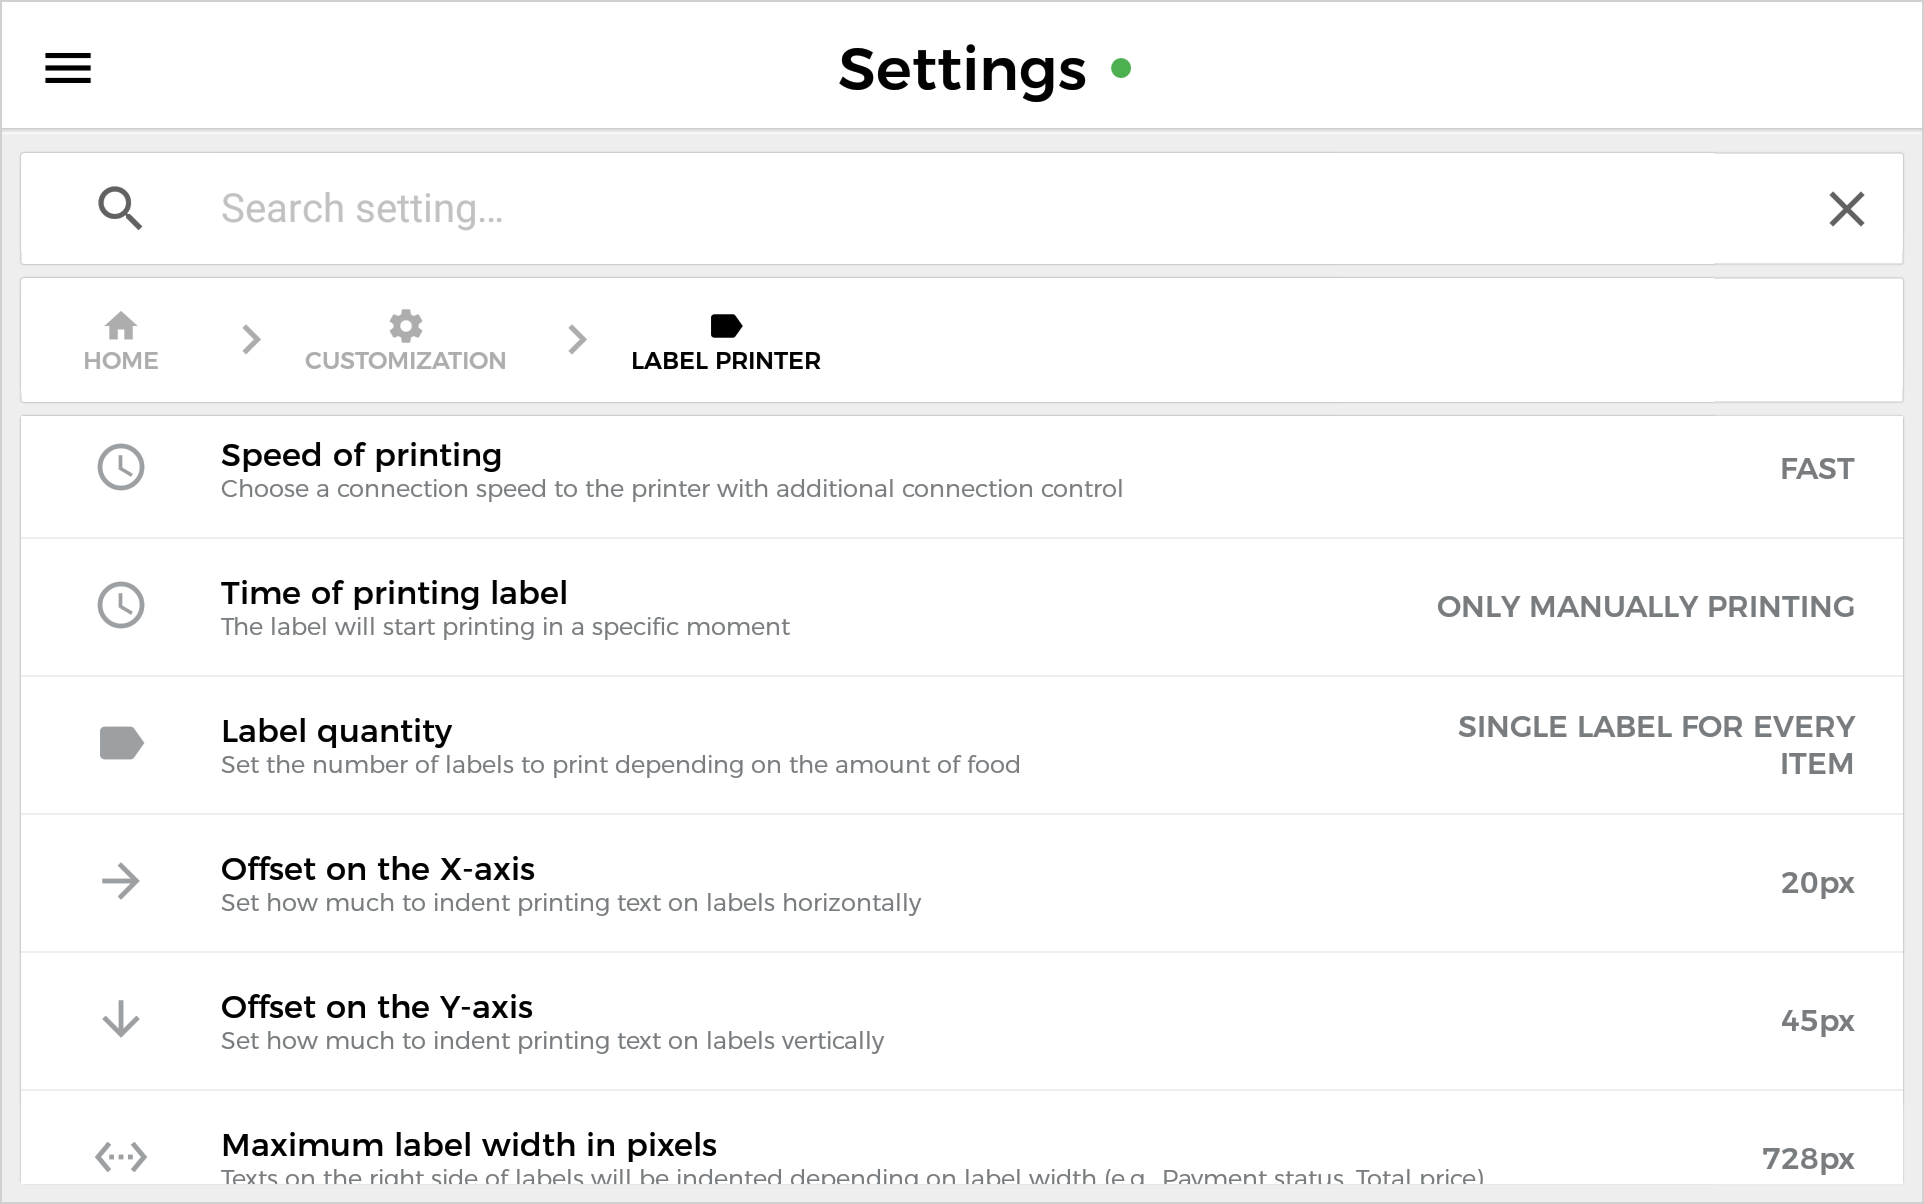 Settings
Search setting...
HOME
CUSTOMIZATION
LABEL PRINTER
Speed of printing
Choose a connection speed to the printer with additional connection control
FAST
Time of printing label
The label will start printing in a specific moment
ONLY MANUALLY PRINTING
Label quantity
Set the number of labels to print depending on the amount of food
SINGLE LABEL FOR EVERY
ITEM
Offset on the X-axis
Set how much to indent printing text on labels horizontally
20px
Offset on the Y-axis
Set how much to indent printing text on labels vertically
45px
Maximum label width in pixels
Texts on the right side of labels will be indented depending on label width (e.g., Payment status, Total price)
728px